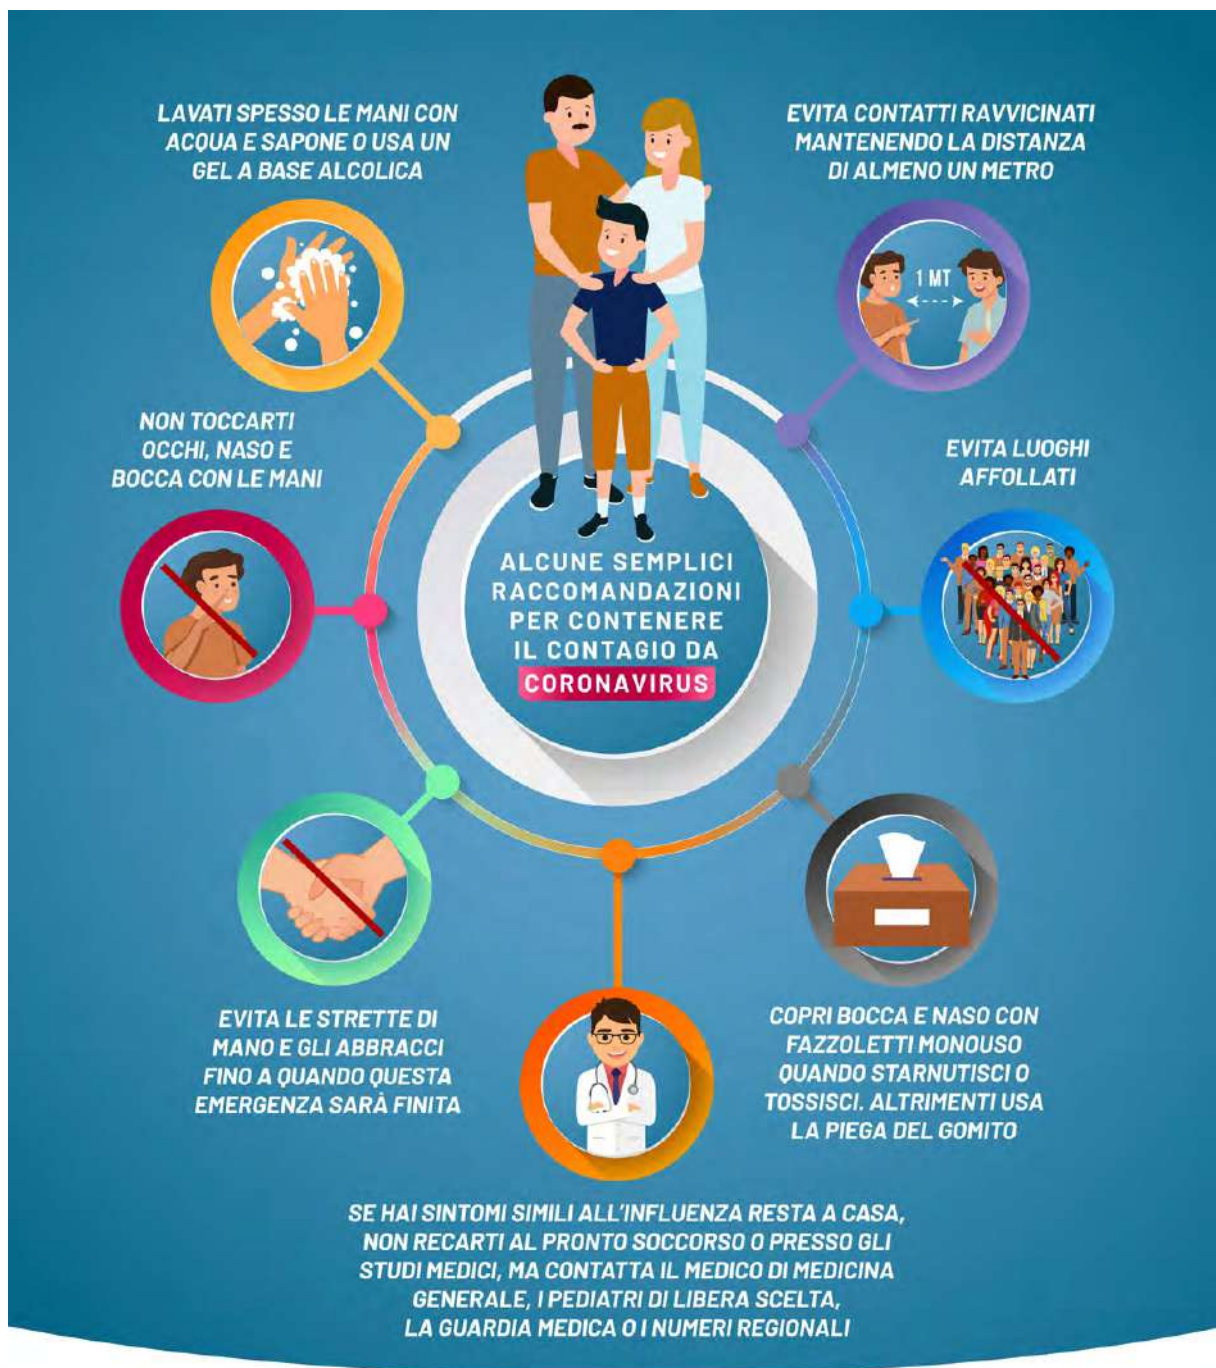 LAVATI SPESSO LE MANI CON
ACQUA E SAPONE O USA UN
GEL A BASE ALCOLICA
EVITA CONTATTI RAVVICINATI
MANTENENDO LA DISTANZA
DI ALMENO UN METRO
1 MT
NON TOCCARTI
OCCHI, NASO E
BOCCA CON LE MANI
EVITA LUOGHI
AFFOLLATI
ALCUNE SEMPLICI
RACCOMANDAZIONI
PER CONTENERE
IL CONTAGIO DA
CORONAVIRUS
EVITA LE STRETTE DI
MANO E GLI ABBRACCI
FINO A QUANDO QUESTA
EMERGENZA SARÀ FINITA
COPRI BOCCA E NASO CON
FAZZOLETTI MONOUSO
QUANDO STARNUTISCI O
TOSSISCI. ALTRIMENTI USA
LA PIEGA DEL GOMITO
SE HAI SINTOMI SIMILI ALL'INFLUENZA RESTA A CASA,
NON RECARTI AL PRONTO SOCCORSO O PRESSO GLI
STUDI MEDICI, MA CONTATTA IL MEDICO DI MEDICINA
GENERALE, I PEDIATRI DI LIBERA SCELTA,
LA GUARDIA MEDICA O I NUMERI REGIONALI